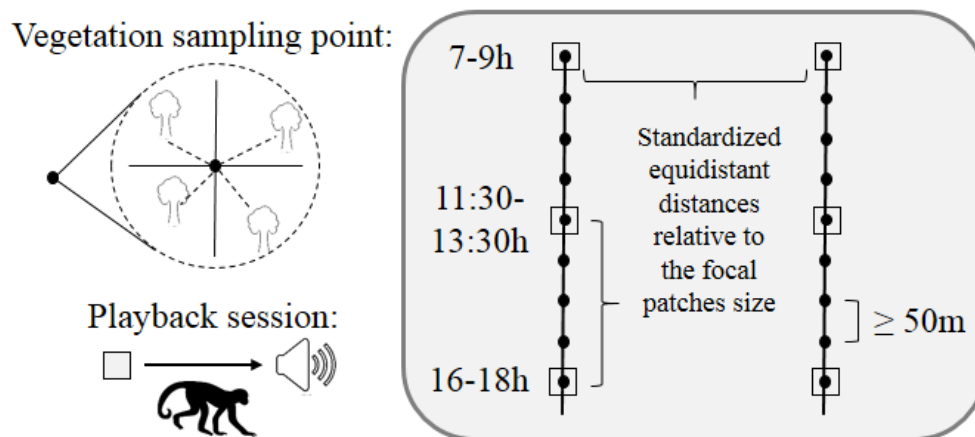 Vegetation sampling point:
Playback session:
7-9h
11:30-
13:30h
16-18h
Standardized
equidistant
distances
relative to
the focal
patches size
≥ 50m